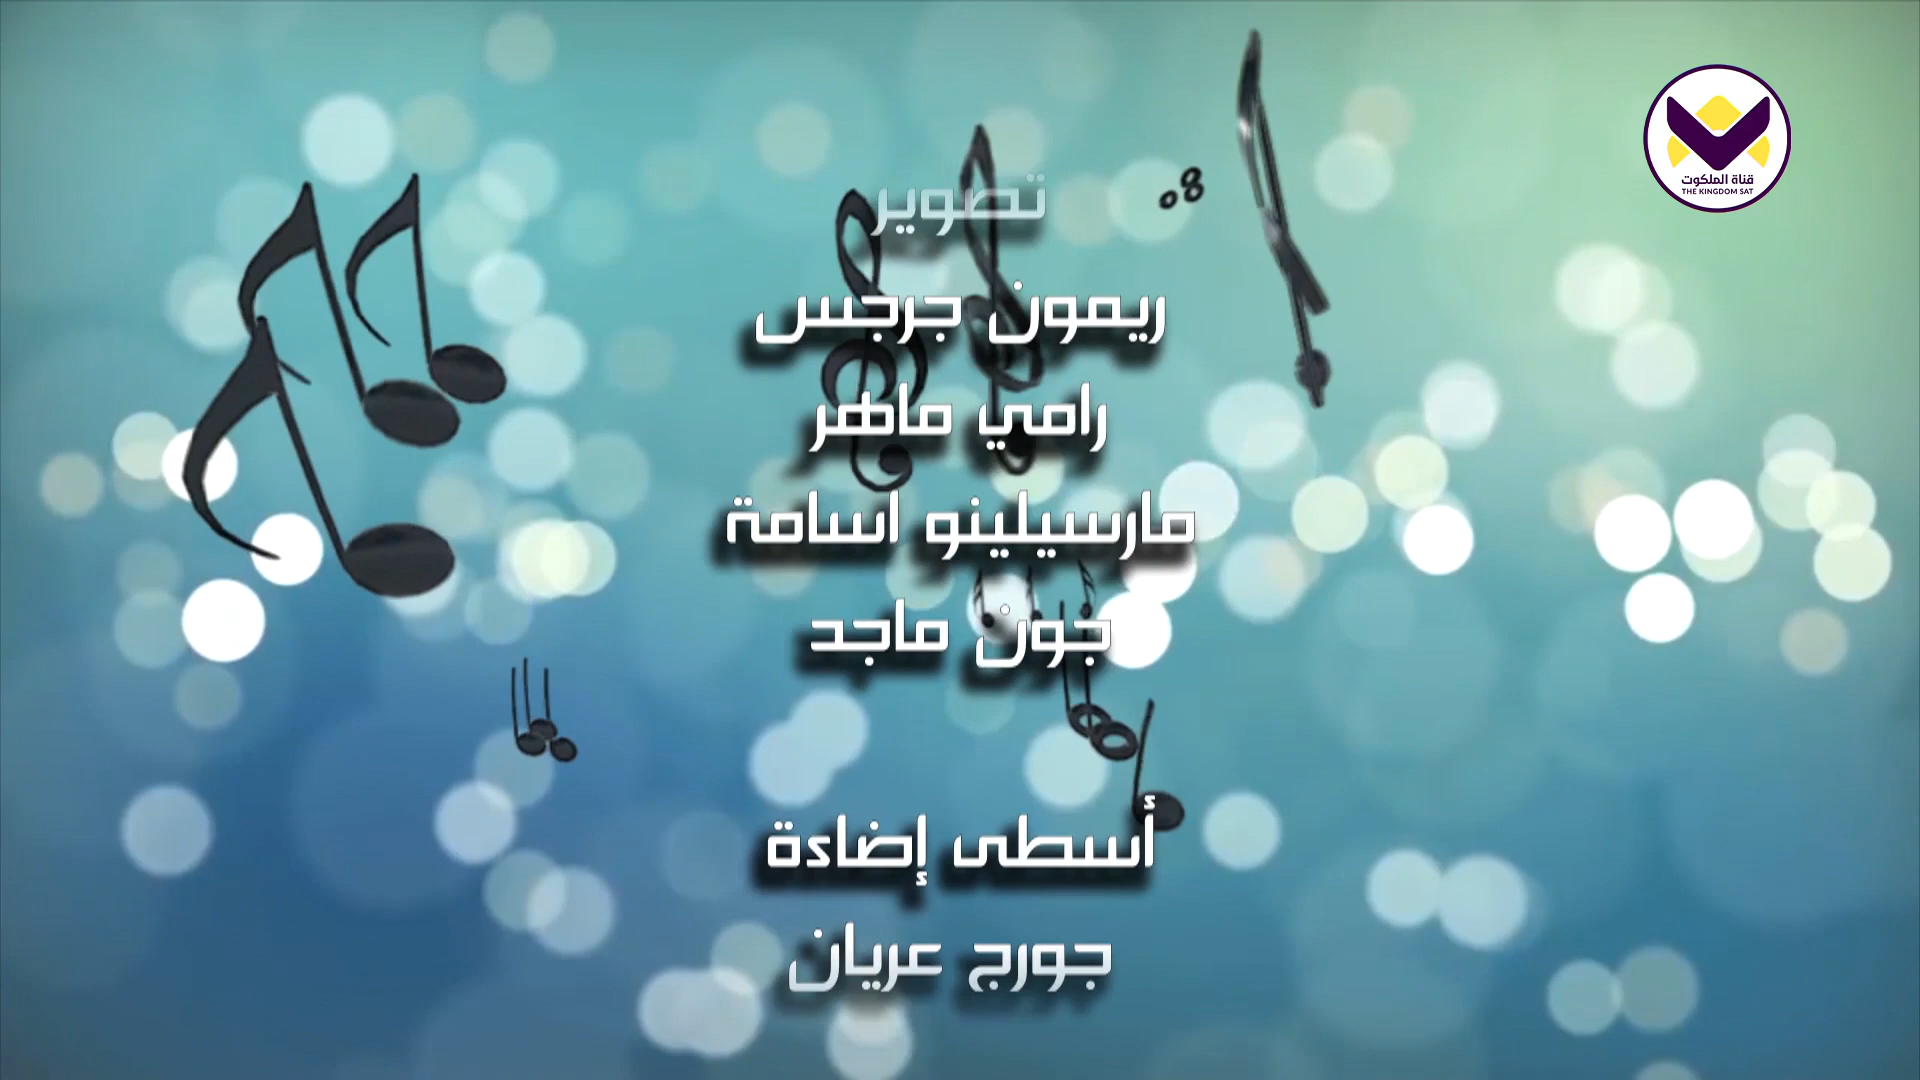 قناة الملكوت
THE KINGDOM SAT
تصوير
ريمون جرجس
رامي ماهر
مارسيلينو اسامة
جون ماجد
أسطى إضاءة
جورج عريان